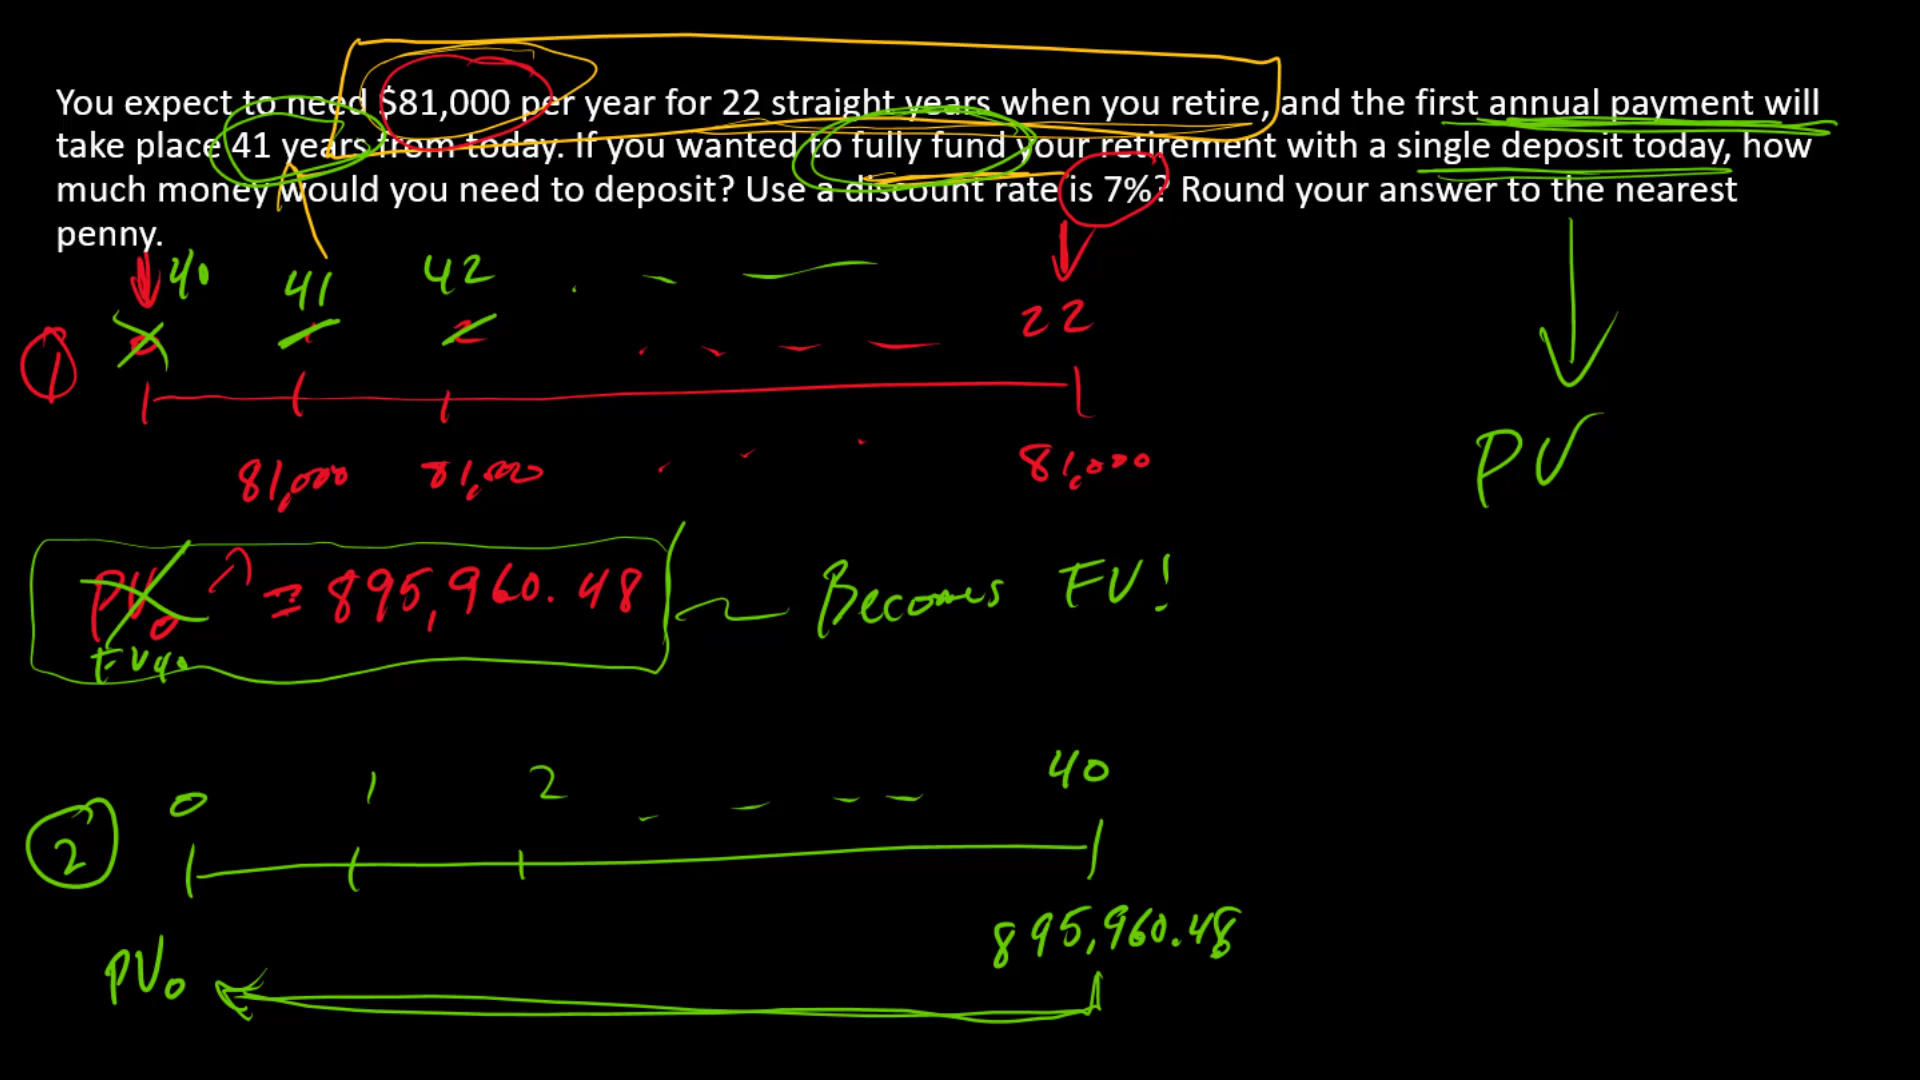 You expect to need $81,000 per year for 22 straight years when you retire, and the first annual payment will
take place 41 years from today. If you wanted to fully fund your retirement with a single deposit today, how
much money would you need to deposit? Use a discount rate is 7%? Round your answer to the nearest
penny.
40 41 42 . - —
0 1 2 . - - — 22
1
81,000 81,000 . . . 81,000
PV
PV0 = 895,960.48 Becomes FV!
FV40
0 1 2 . - - - 40
2
895,960.48
PV0